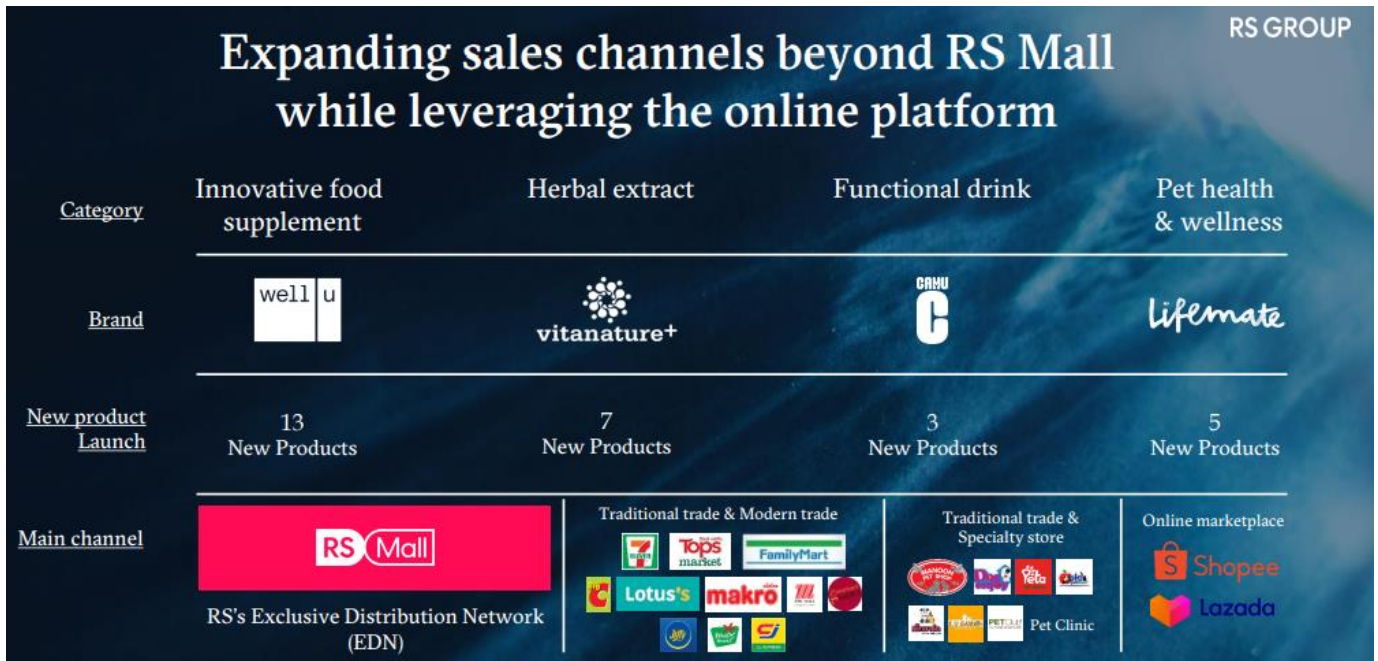 RS GROUP
Expanding sales channels beyond RS Mall
while leveraging the online platform
Category
Innovative food
supplement
Herbal extract
Functional drink
Pet health
& wellness
Brand
well u
vitanature+
CAMU
C
Lifemate
New product
Launch
13
New Products
7
New Products
3
New Products
5
New Products
Main channel
RS Mall
RS's Exclusive Distribution Network
(EDN)
Traditional trade & Modern trade
Tops
market
FamilyMart
Lotus's
makro
Traditional trade &
Specialty store
Pet Clinic
Online marketplace
Shopee
Lazada